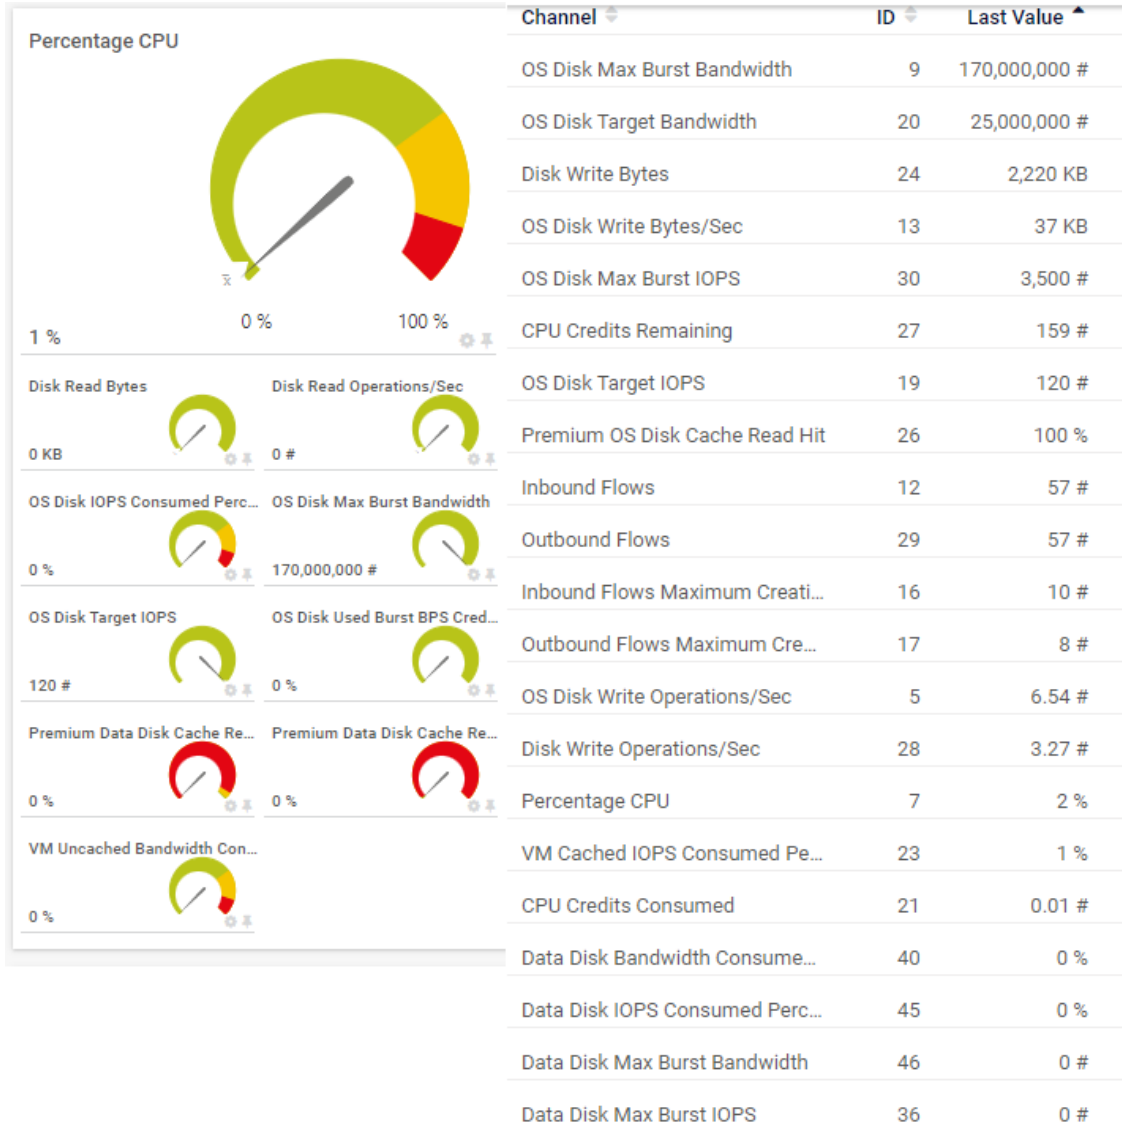 Percentage CPU
x̄
0 %
100 %
1 %
Disk Read Bytes
0 KB
Disk Read Operations/Sec
0 #
OS Disk IOPS Consumed Perc...
0 %
OS Disk Max Burst Bandwidth
170,000,000 #
OS Disk Target IOPS
120 #
OS Disk Used Burst BPS Cred...
0 %
Premium Data Disk Cache Re...
0 %
Premium Data Disk Cache Re...
0 %
VM Uncached Bandwidth Con...
0 %
Channel ID Last Value
OS Disk Max Burst Bandwidth 9 170,000,000 #
OS Disk Target Bandwidth 20 25,000,000 #
Disk Write Bytes 24 2,220 KB
OS Disk Write Bytes/Sec 13 37 KB
OS Disk Max Burst IOPS 30 3,500 #
CPU Credits Remaining 27 159 #
OS Disk Target IOPS 19 120 #
Premium OS Disk Cache Read Hit 26 100 %
Inbound Flows 12 57 #
Outbound Flows 29 57 #
Inbound Flows Maximum Creati... 16 10 #
Outbound Flows Maximum Cre... 17 8 #
OS Disk Write Operations/Sec 5 6.54 #
Disk Write Operations/Sec 28 3.27 #
Percentage CPU 7 2 %
VM Cached IOPS Consumed Pe... 23 1 %
CPU Credits Consumed 21 0.01 #
Data Disk Bandwidth Consume... 40 0 %
Data Disk IOPS Consumed Perc... 45 0 %
Data Disk Max Burst Bandwidth 46 0 #
Data Disk Max Burst IOPS 36 0 #